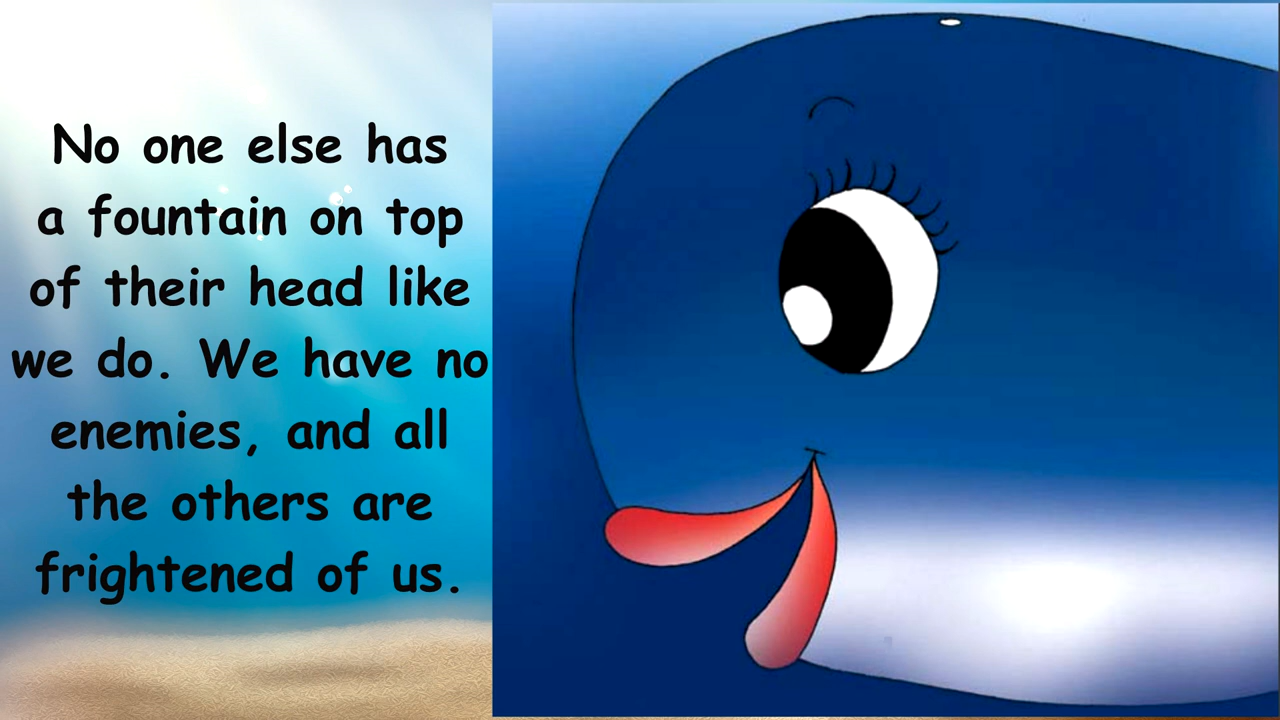 No one else has
a fountain on top
of their head like
we do. We have no
enemies, and all
the others are
frightened of us.